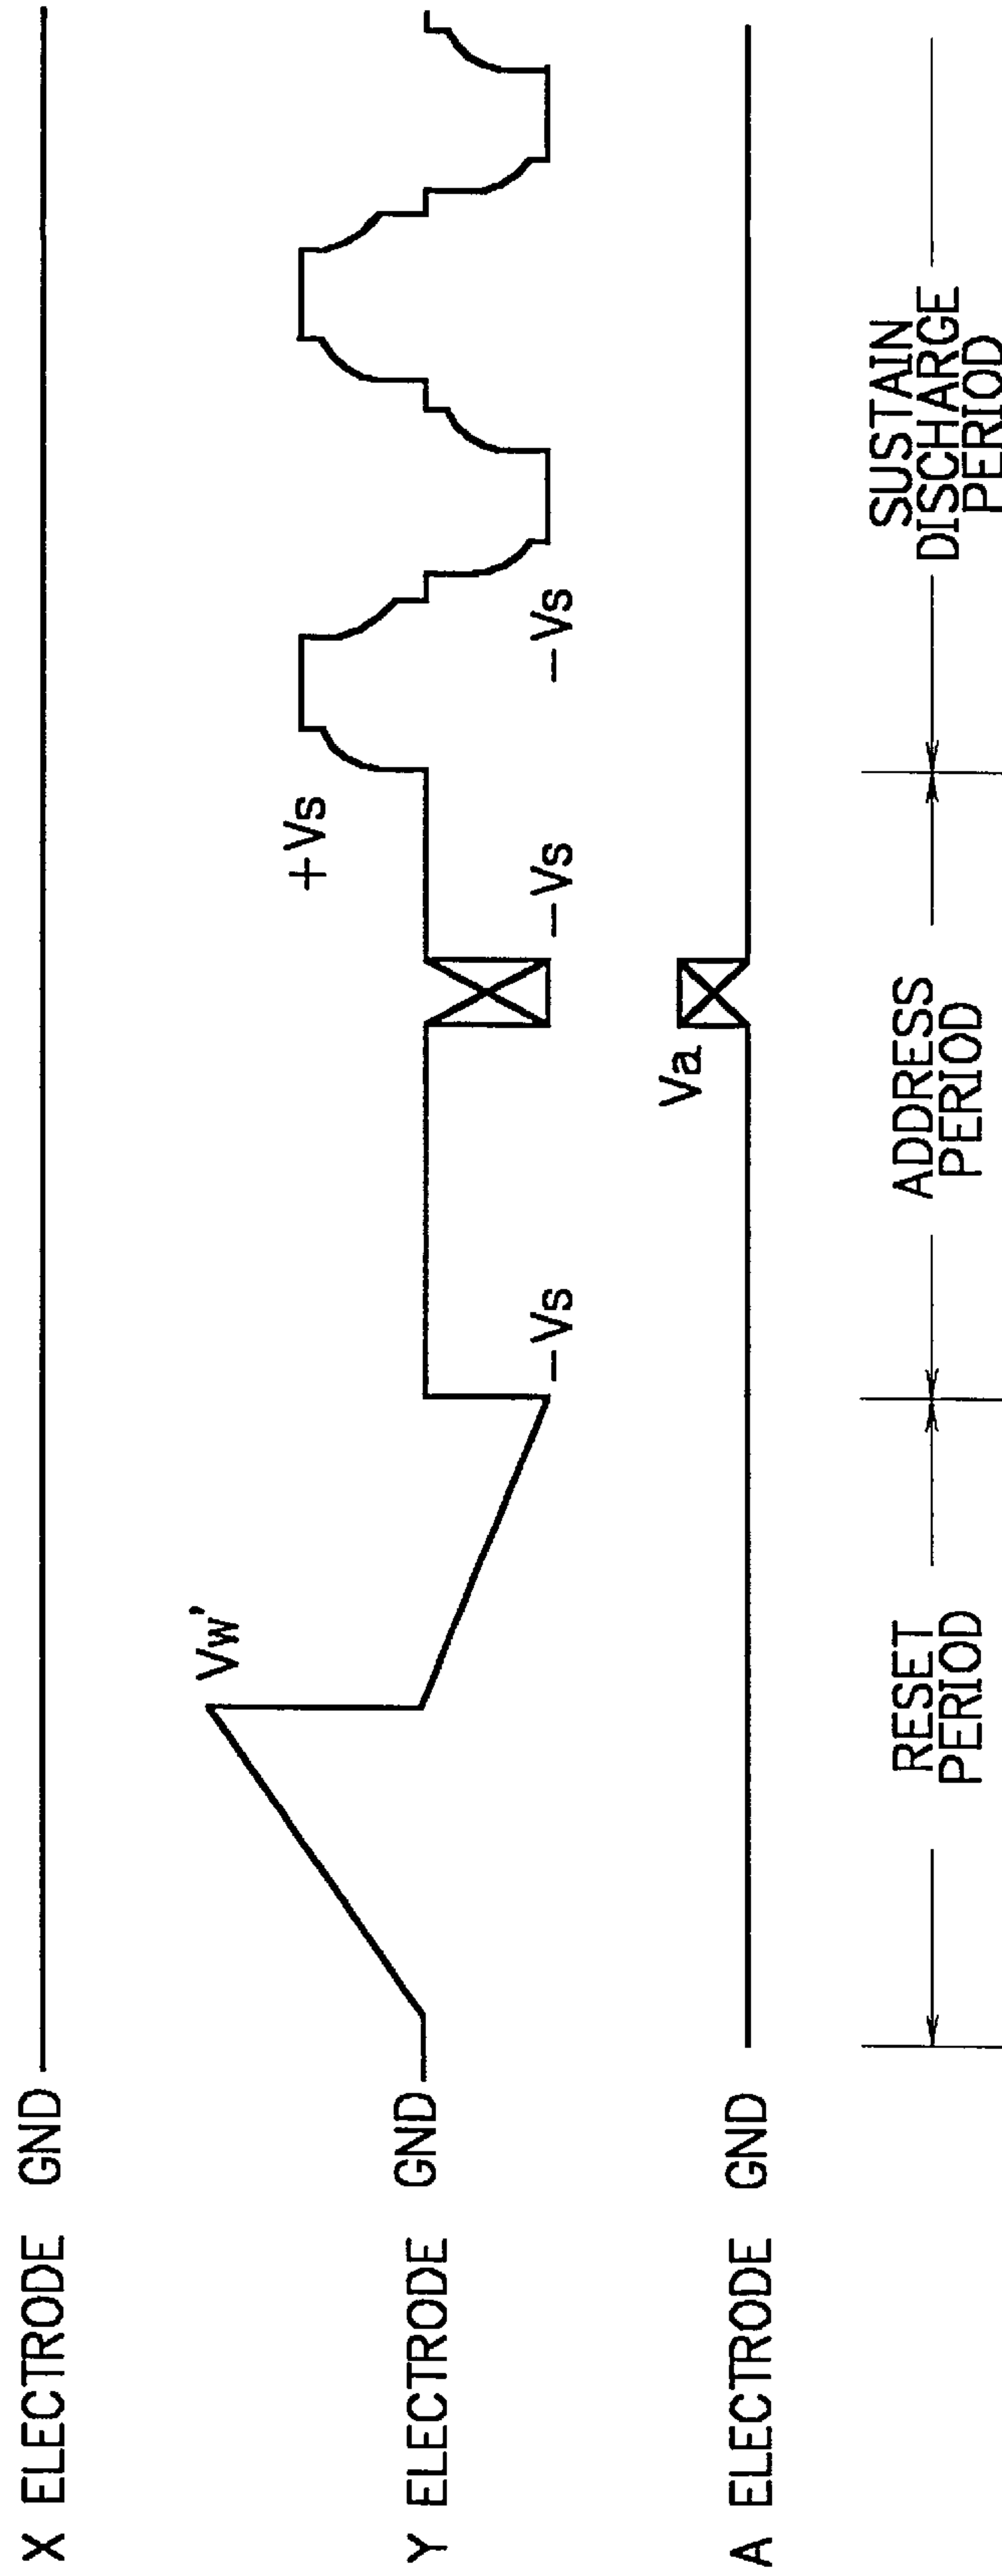 X ELECTRODE GND
Vw'
+Vs
Y ELECTRODE GND
−Vs
−Vs
−Vs
Va
A ELECTRODE GND
RESET
PERIOD
ADDRESS
PERIOD
SUSTAIN
DISCHARGE
PERIOD